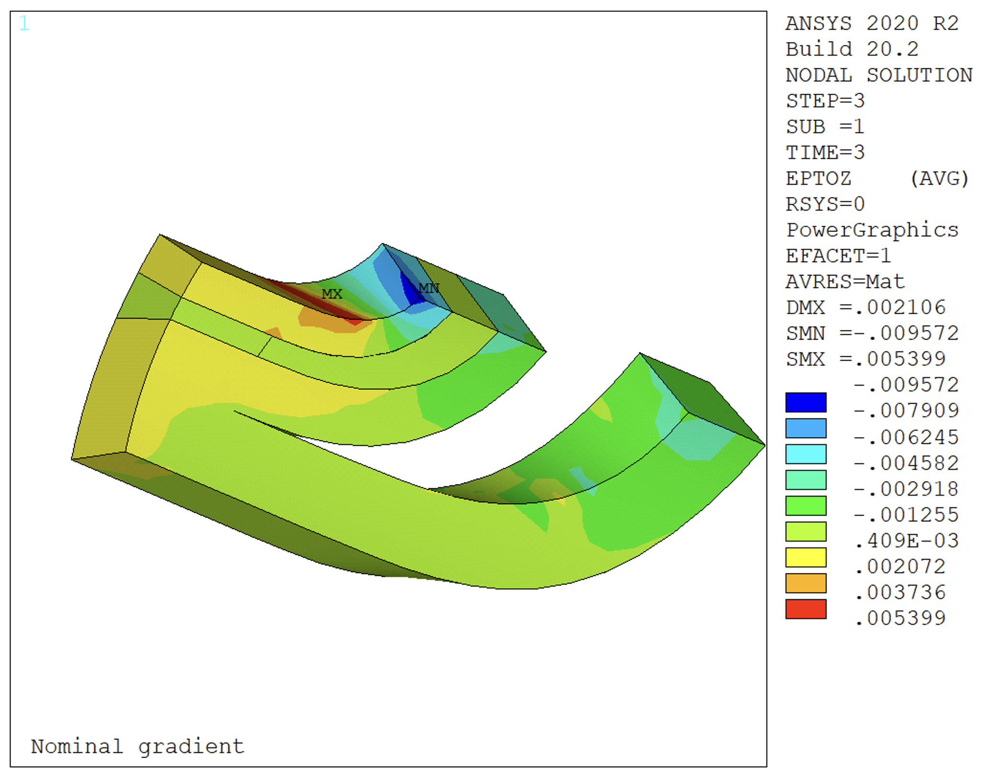 1
ANSYS 2020 R2
Build 20.2
NODAL SOLUTION
STEP=3
SUB =1
TIME=3
EPTOZ (AVG)
RSYS=0
PowerGraphics
EFACET=1
AVRES=Mat
DMX =.002106
SMN =-.009572
SMX =.005399
-.009572
-.007909
-.006245
-.004582
-.002918
-.001255
.409E-03
.002072
.003736
.005399
MX
MN
Nominal gradient